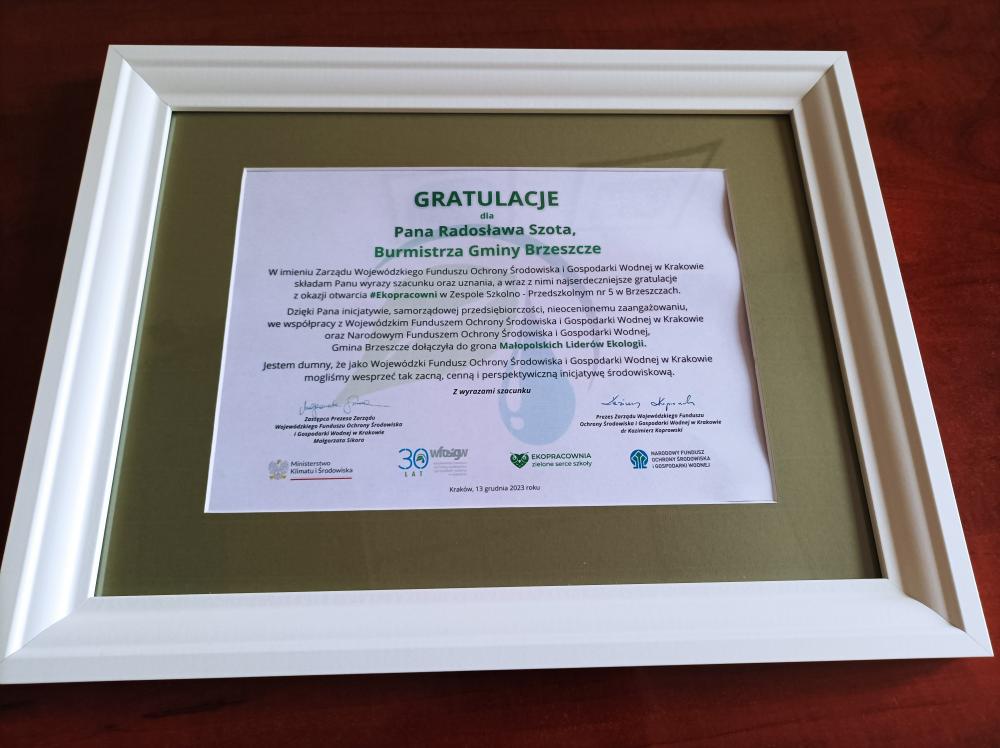 GRATULACJE
dla
Pana Radosława Szota,
Burmistrza Gminy Brzeszcze
W imieniu Zarządu Wojewódzkiego Funduszu Ochrony Środowiska i Gospodarki Wodnej w Krakowie
składam Panu wyrazy szacunku oraz uznania, a wraz z nimi najserdeczniejsze gratulacje
z okazji otwarcia #Ekopracowni w Zespole Szkolno - Przedszkolnym nr 5 w Brzeszczach.
Dzięki Pana inicjatywie, samorządowej przedsiębiorczości, nieocenionemu zaangażowaniu,
we współpracy z Wojewódzkim Funduszem Ochrony Środowiska i Gospodarki Wodnej w Krakowie
oraz Narodowym Funduszem Ochrony Środowiska i Gospodarki Wodnej,
Gmina Brzeszcze dołączyła do grona Małopolskich Liderów Ekologii.
Jestem dumny, że jako Wojewódzki Fundusz Ochrony Środowiska i Gospodarki Wodnej w Krakowie
mogliśmy wesprzeć tak zacną, cenną i perspektywiczną inicjatywę środowiskową.
Z wyrazami szacunku
Zastępca Prezesa Zarządu
Wojewódzkiego Funduszu Ochrony Środowiska
i Gospodarki Wodnej w Krakowie
Małgorzata Sikora
Prezes Zarządu Wojewódzkiego Funduszu
Ochrony Środowiska i Gospodarki Wodnej w Krakowie
dr Kazimierz Koprowski
Ministerstwo
Klimatu i Środowiska
30
LAT
wfośigw
EKOPRACOWNIA
zielone serce szkoły
NARODOWY FUNDUSZ
OCHRONY ŚRODOWISKA
i GOSPODARKI WODNEJ
Kraków, 13 grudnia 2023 roku